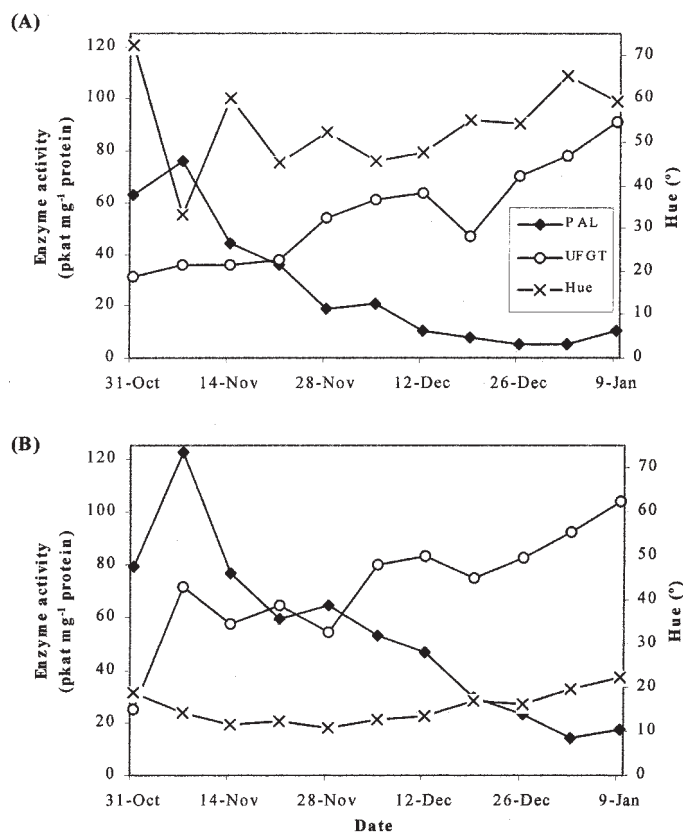 (A)
Enzyme activity
(pkat mg⁻¹ protein)
120
100
80
60
40
20
0
70
60
50
40
30
20
10
0
Hue (°)
PAL
UFGT
Hue
31-Oct 14-Nov 28-Nov 12-Dec 26-Dec 9-Jan
(B)
Enzyme activity
(pkat mg⁻¹ protein)
120
100
80
60
40
20
0
70
60
50
40
30
20
10
0
Hue (°)
31-Oct 14-Nov 28-Nov 12-Dec 26-Dec 9-Jan
Date